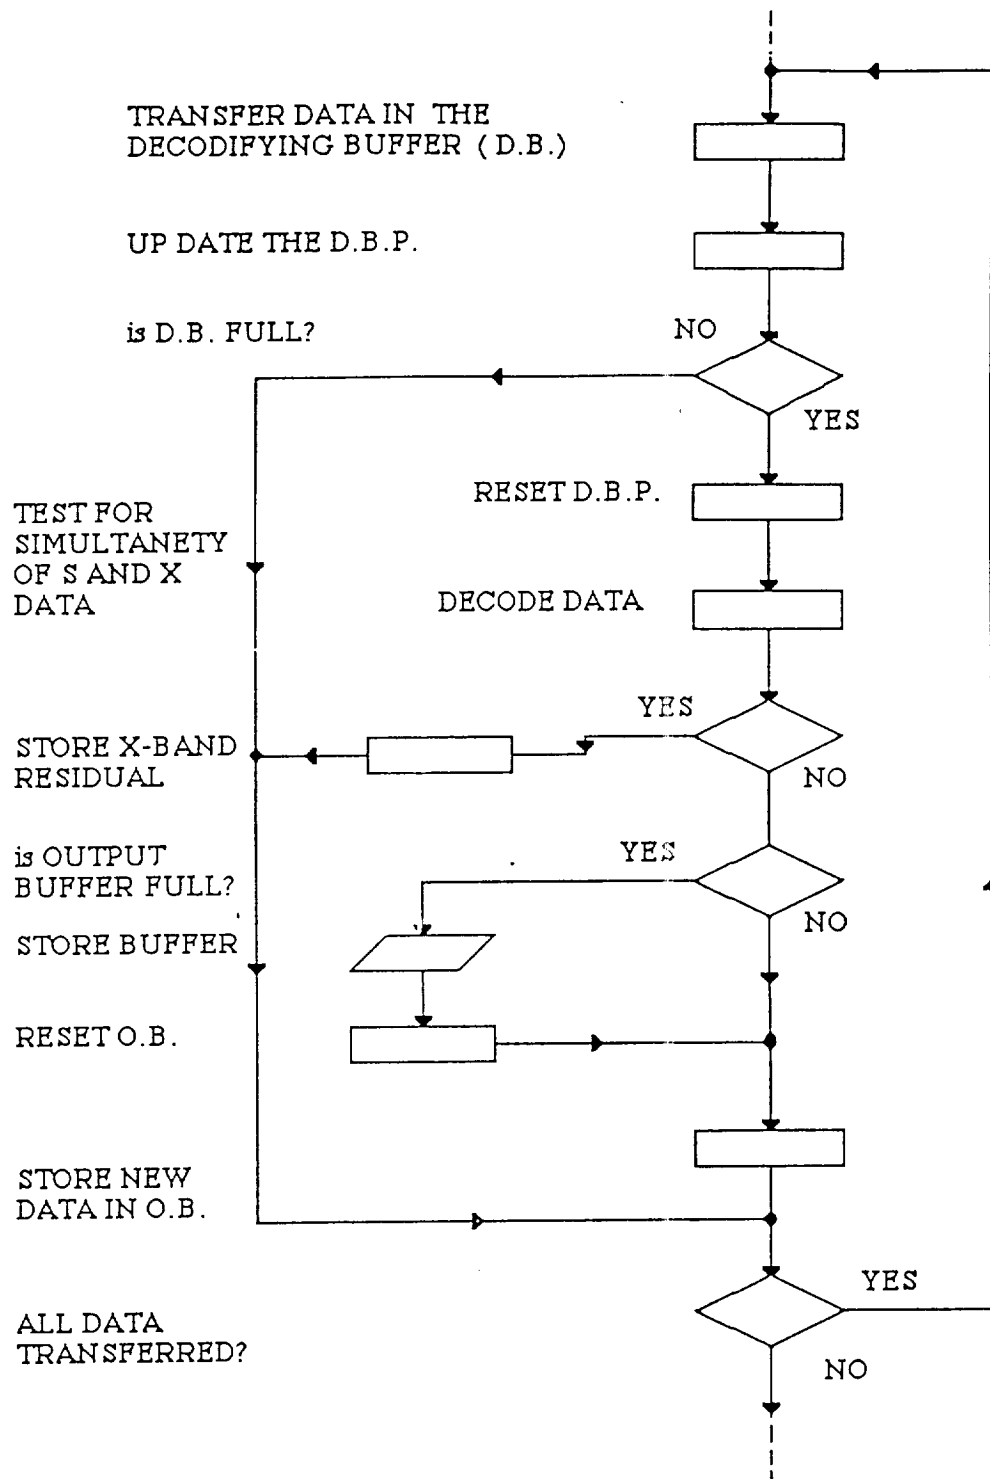 TRANSFER DATA IN THE
DECODIFYING BUFFER ( D.B.)
UP DATE THE D.B.P.
is D.B. FULL?
NO
YES
RESET D.B.P.
TEST FOR
SIMULTANETY
OF S AND X
DATA
DECODE DATA
YES
STORE X-BAND
RESIDUAL
NO
is OUTPUT
BUFFER FULL?
YES
NO
STORE BUFFER
RESET O.B.
STORE NEW
DATA IN O.B.
YES
ALL DATA
TRANSFERRED?
NO